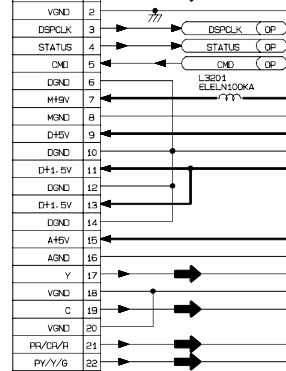 VGND 2
DSPCLK 3 DSPCLK OP
STATUS 4 STATUS OP
CMD 5 CMD OP
DGND 6
L3201
ELELN100KA
M+9V 7
MGND 8
D+5V 9
DGND 10
D+1.5V 11
DGND 12
D+1.5V 13
DGND 14
A+5V 15
AGND 16
Y 17
VGND 18
C 19
VGND 20
PR/CR/R 21
PY/Y/G 22